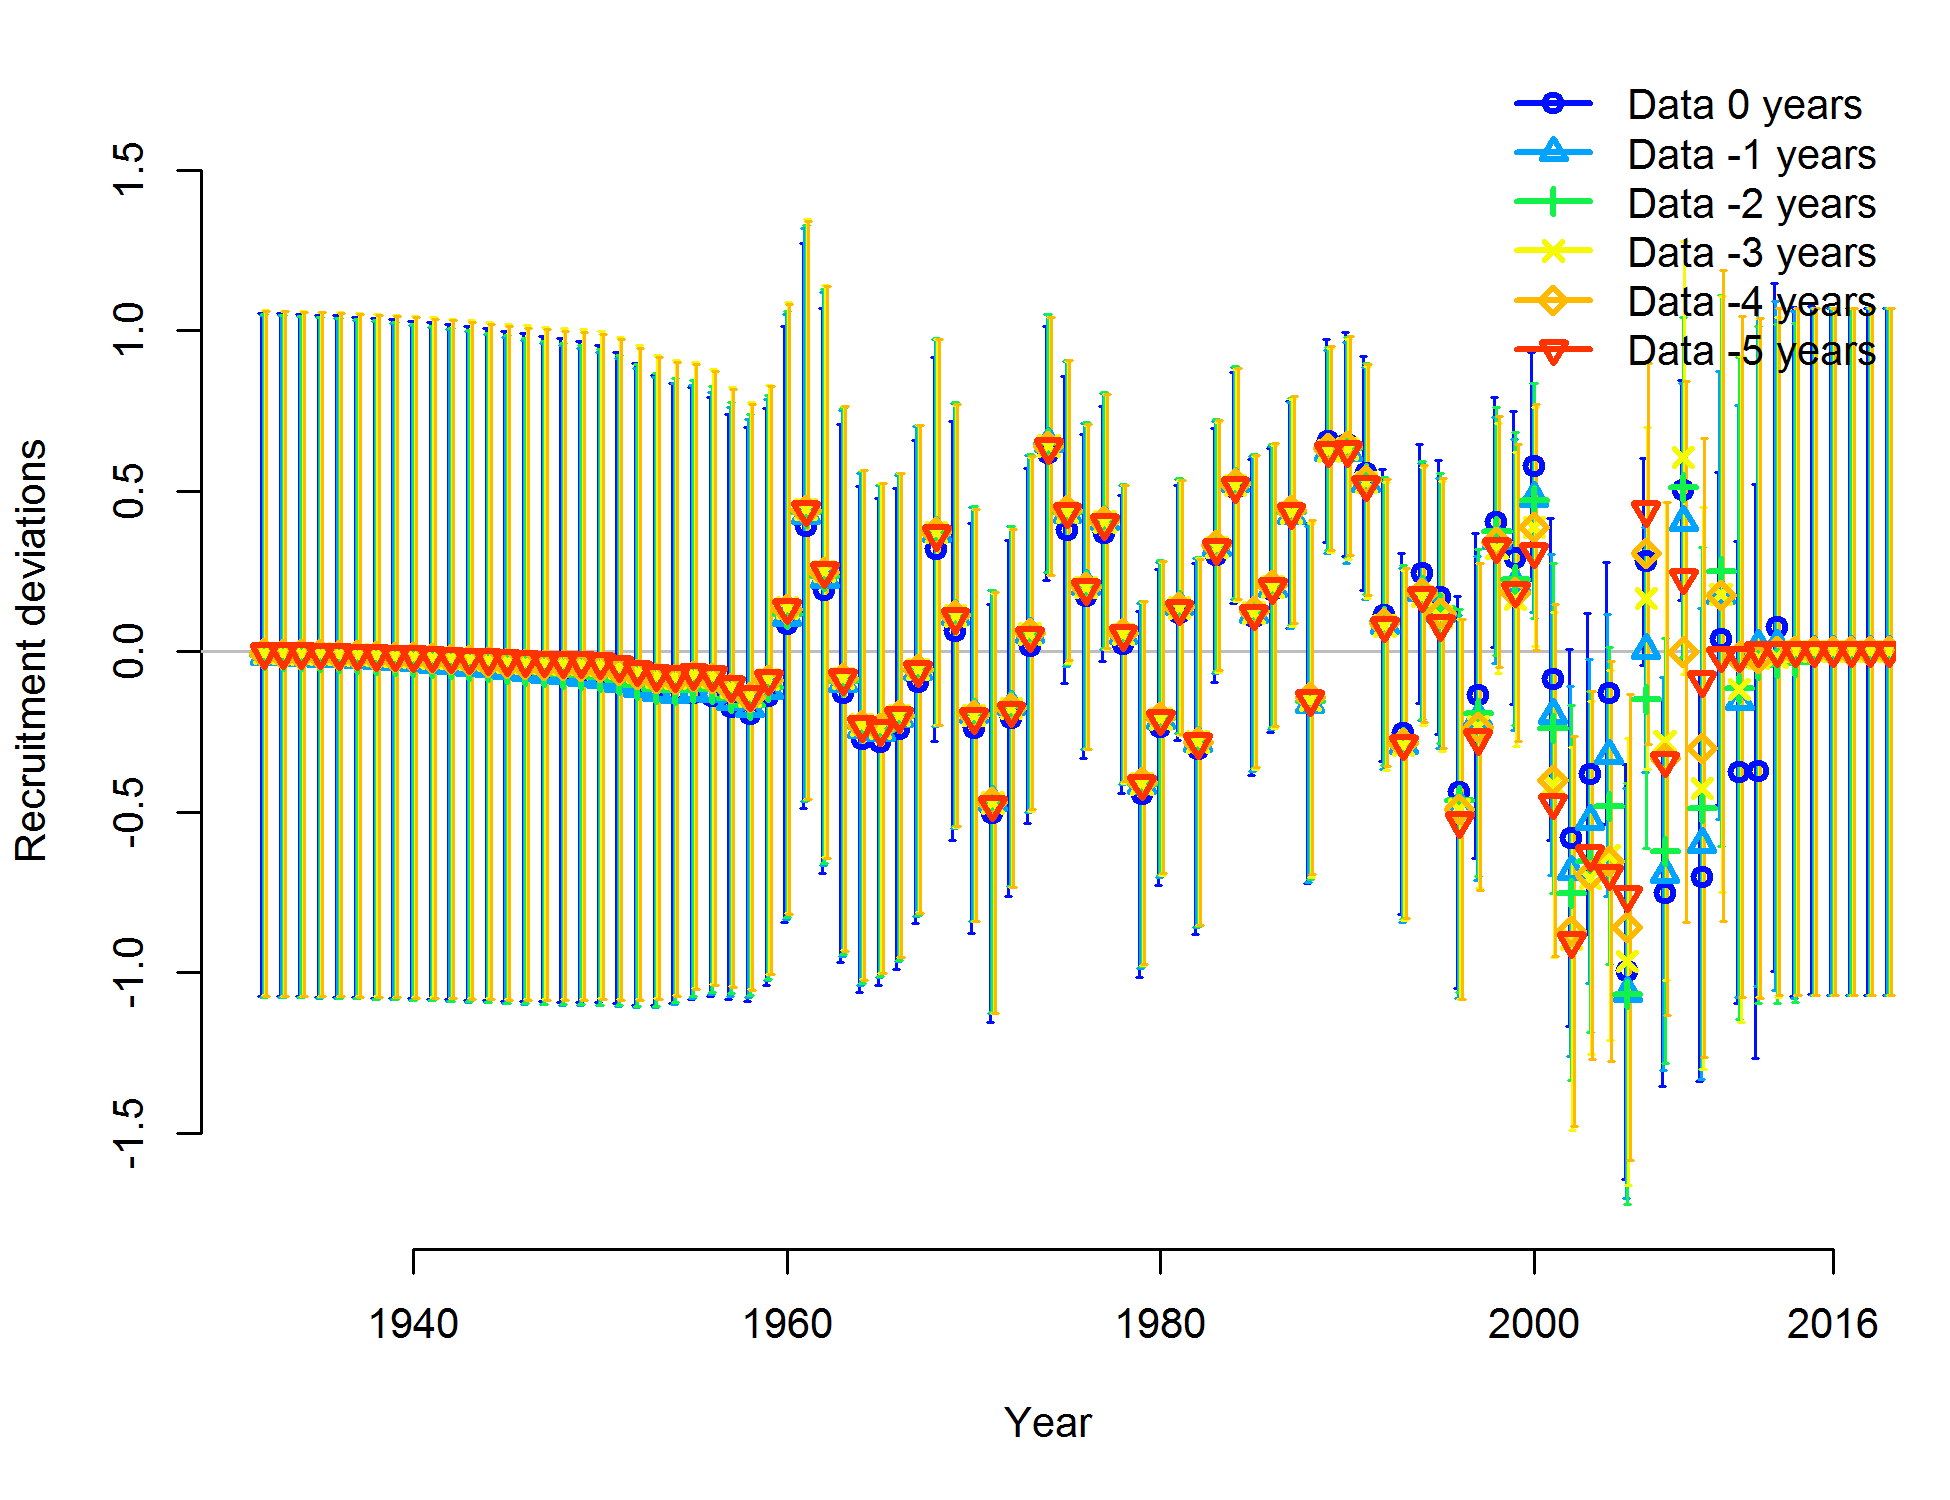 Data 0 years
Data -1 years
Data -2 years
Data -3 years
Data -4 years
Data -5 years
1.5
1.0
0.5
0.0
-0.5
-1.0
-1.5
Recruitment deviations
1940 1960 1980 2000 2016
Year